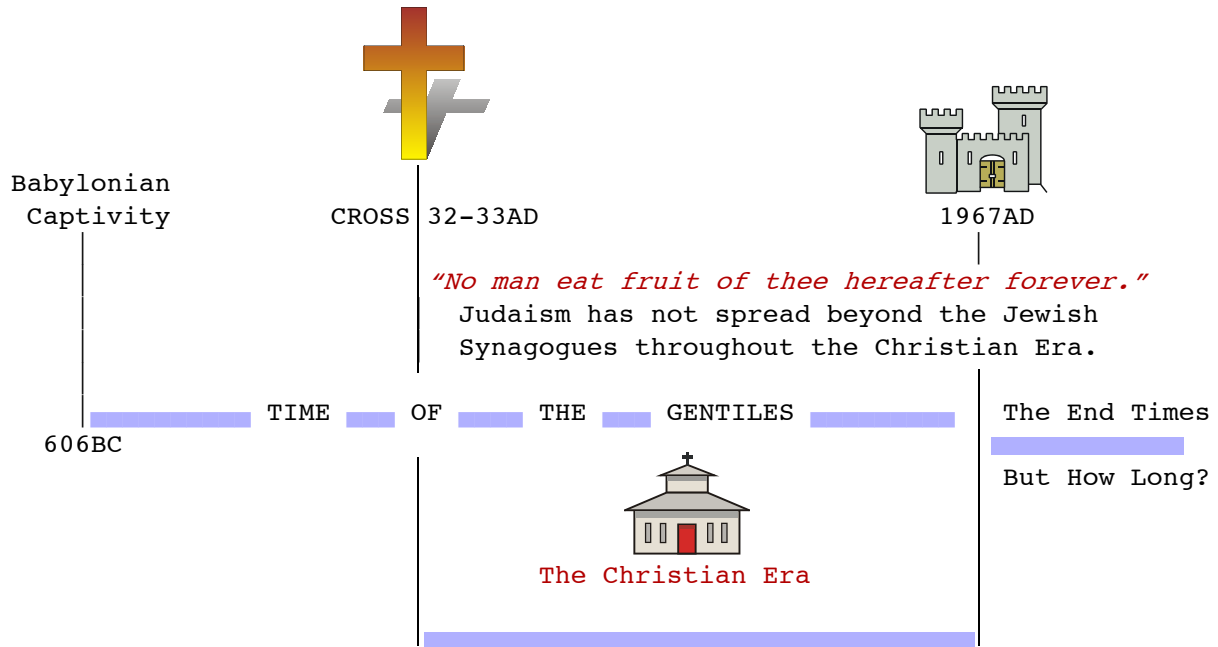 Babylonian
Captivity
CROSS 32-33AD
1967AD
“No man eat fruit of thee hereafter forever.”
Judaism has not spread beyond the Jewish
Synagogues throughout the Christian Era.
TIME OF THE GENTILES
The End Times
606BC
But How Long?
The Christian Era